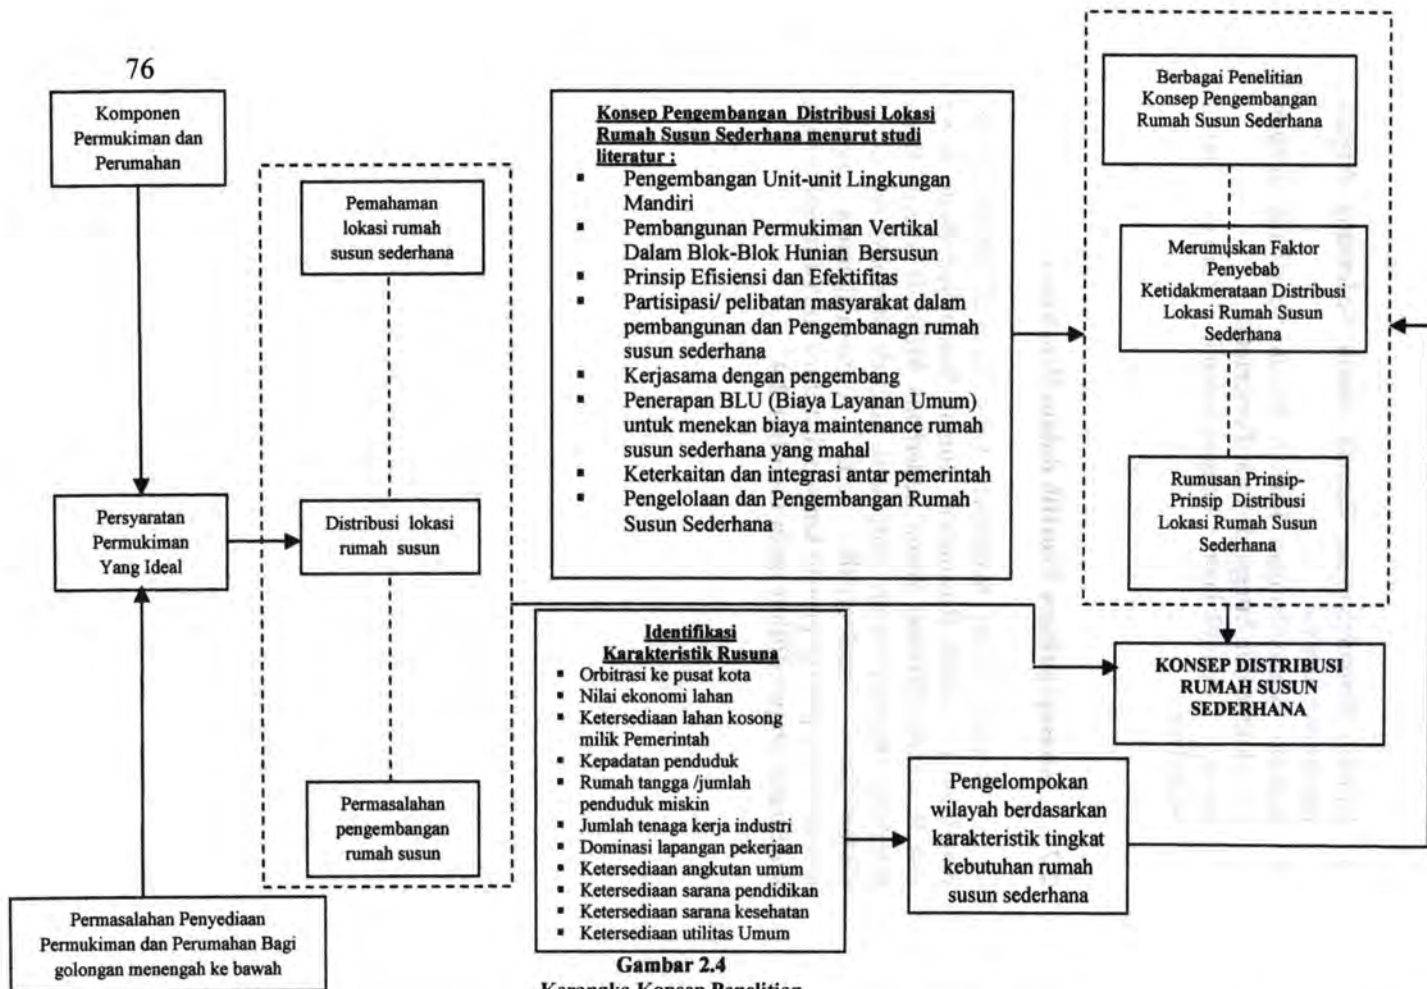 76
Komponen
Permukiman dan
Perumahan
Persyaratan
Permukiman
Yang Ideal
Permasalahan Penyediaan
Permukiman dan Perumahan Bagi
golongan menengah ke bawah
Pemahaman
lokasi rumah
susun sederhana
Distribusi lokasi
rumah susun
Permasalahan
pengembangan
rumah susun
Konsep Pengembangan Distribusi Lokasi
Rumah Susun Sederhana menurut studi
literatur :
▪ Pengembangan Unit-unit Lingkungan
Mandiri
▪ Pembangunan Permukiman Vertikal
Dalam Blok-Blok Hunian Bersusun
▪ Prinsip Efisiensi dan Efektifitas
▪ Partisipasi/ pelibatan masyarakat dalam
pembangunan dan Pengembanagn rumah
susun sederhana
▪ Kerjasama dengan pengembang
▪ Penerapan BLU (Biaya Layanan Umum)
untuk menekan biaya maintenance rumah
susun sederhana yang mahal
▪ Keterkaitan dan integrasi antar pemerintah
▪ Pengelolaan dan Pengembangan Rumah
Susun Sederhana
Identifikasi
Karakteristik Rusuna
▪ Orbitrasi ke pusat kota
▪ Nilai ekonomi lahan
▪ Ketersediaan lahan kosong
milik Pemerintah
▪ Kepadatan penduduk
▪ Rumah tangga /jumlah
penduduk miskin
▪ Jumlah tenaga kerja industri
▪ Dominasi lapangan pekerjaan
▪ Ketersediaan angkutan umum
▪ Ketersediaan sarana pendidikan
▪ Ketersediaan sarana kesehatan
▪ Ketersediaan utilitas Umum
Pengelompokan
wilayah berdasarkan
karakteristik tingkat
kebutuhan rumah
susun sederhana
Berbagai Penelitian
Konsep Pengembangan
Rumah Susun Sederhana
Merumuskan Faktor
Penyebab
Ketidakmerataan Distribusi
Lokasi Rumah Susun
Sederhana
Rumusan Prinsip-
Prinsip Distribusi
Lokasi Rumah Susun
Sederhana
KONSEP DISTRIBUSI
RUMAH SUSUN
SEDERHANA
Gambar 2.4
Kerangka Konsep Penelitian